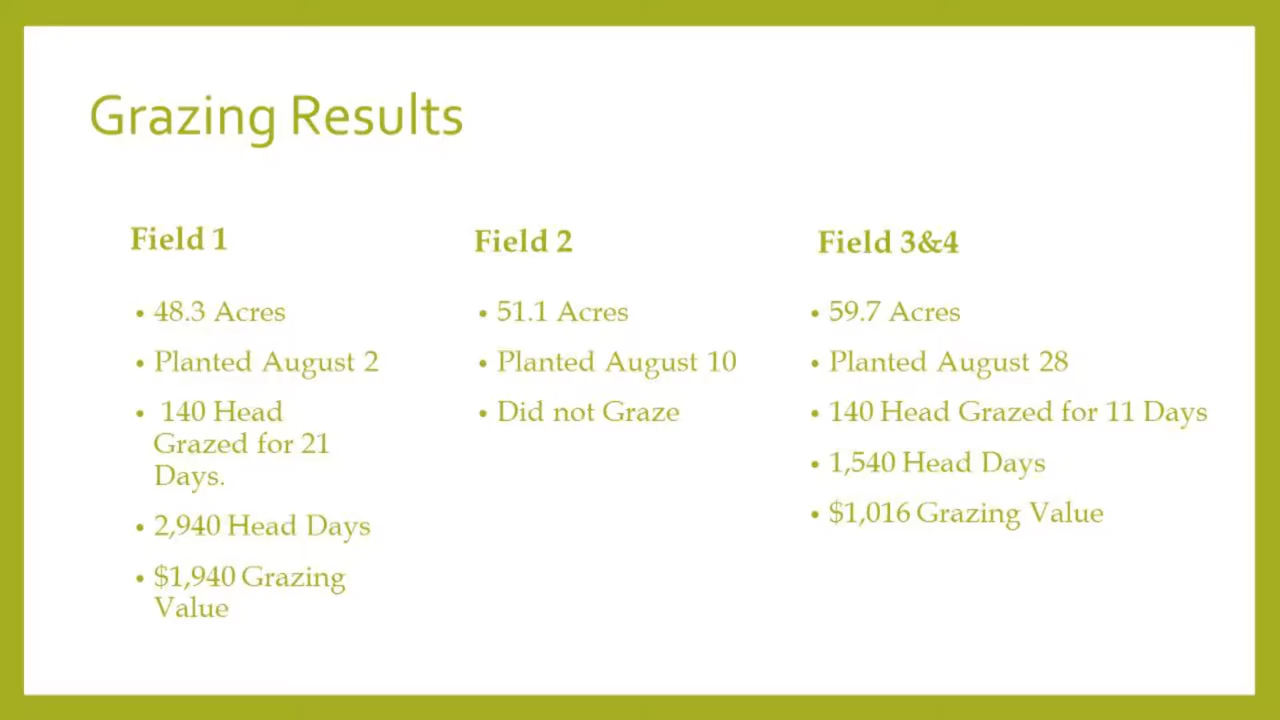 Grazing Results
Field 1
• 48.3 Acres
• Planted August 2
• 140 Head
Grazed for 21
Days.
• 2,940 Head Days
• $1,940 Grazing
Value
Field 2
• 51.1 Acres
• Planted August 10
• Did not Graze
Field 3&4
• 59.7 Acres
• Planted August 28
• 140 Head Grazed for 11 Days
• 1,540 Head Days
• $1,016 Grazing Value